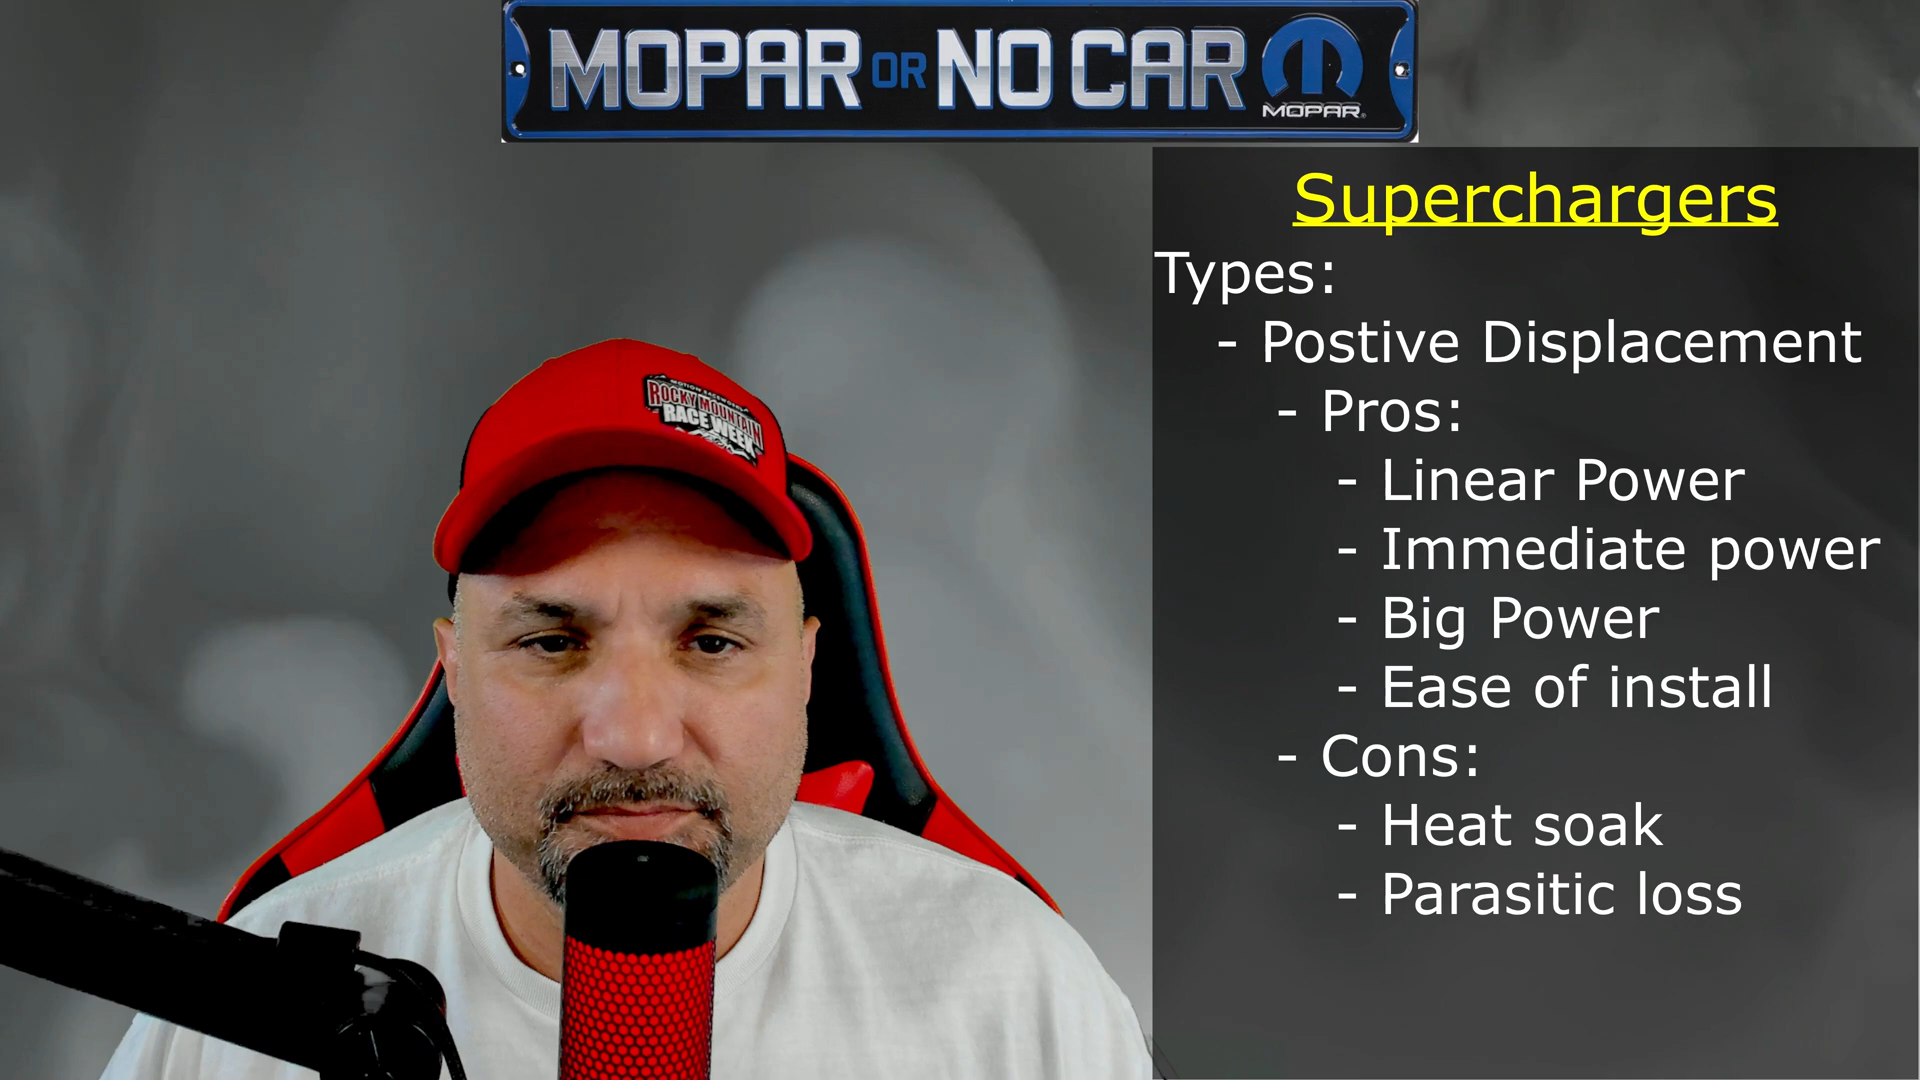 MOPAR OR NO CAR
MOPAR
Superchargers
Types:
- Postive Displacement
- Pros:
- Linear Power
- Immediate power
- Big Power
- Ease of install
- Cons:
- Heat soak
- Parasitic loss
ROCKY MOUNTAIN
RACE WEEK